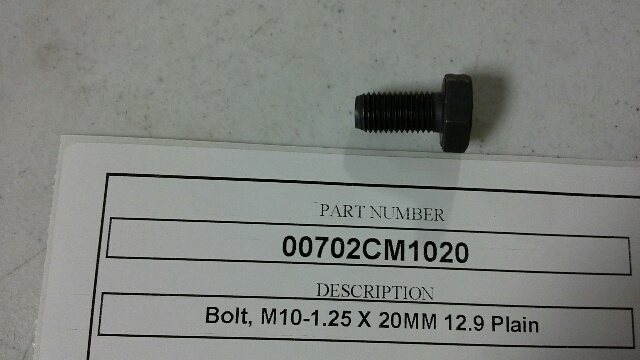 PART NUMBER
00702CM1020
DESCRIPTION
Bolt, M10-1.25 X 20MM 12.9 Plain